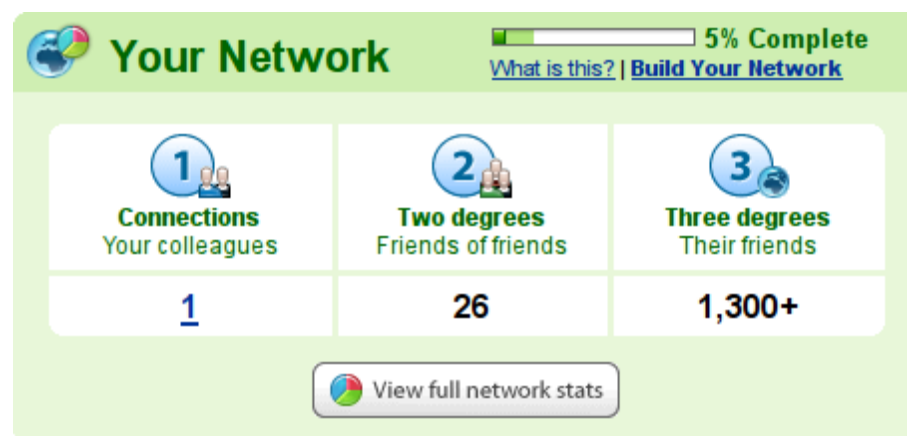 Your Network
5% Complete
What is this? | Build Your Network
1
2
3
Connections
Two degrees
Three degrees
Your colleagues
Friends of friends
Their friends
1
26
1,300+
View full network stats